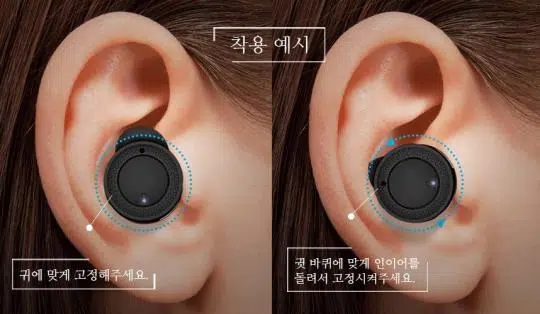 착용 예시
귀에 맞게 고정해주세요.
귓 바퀴에 맞게 인이어를
돌려서 고정시켜주세요.